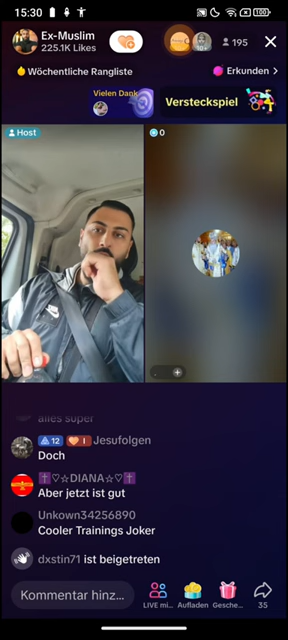 15:30
100
Ex-Muslim
225.1K Likes
195
Wöchentliche Rangliste
Erkunden >
Vielen Dank
Versteckspiel
Host
0
alles super
12 I Jesufolgen
Doch
✝️♡☆DIANA☆♡✝️
Aber jetzt ist gut
Unkown34256890
Cooler Trainings Joker
dxstin71 ist beigetreten
Kommentar hinz...
LIVE mi...
Aufladen
Gesche...
35